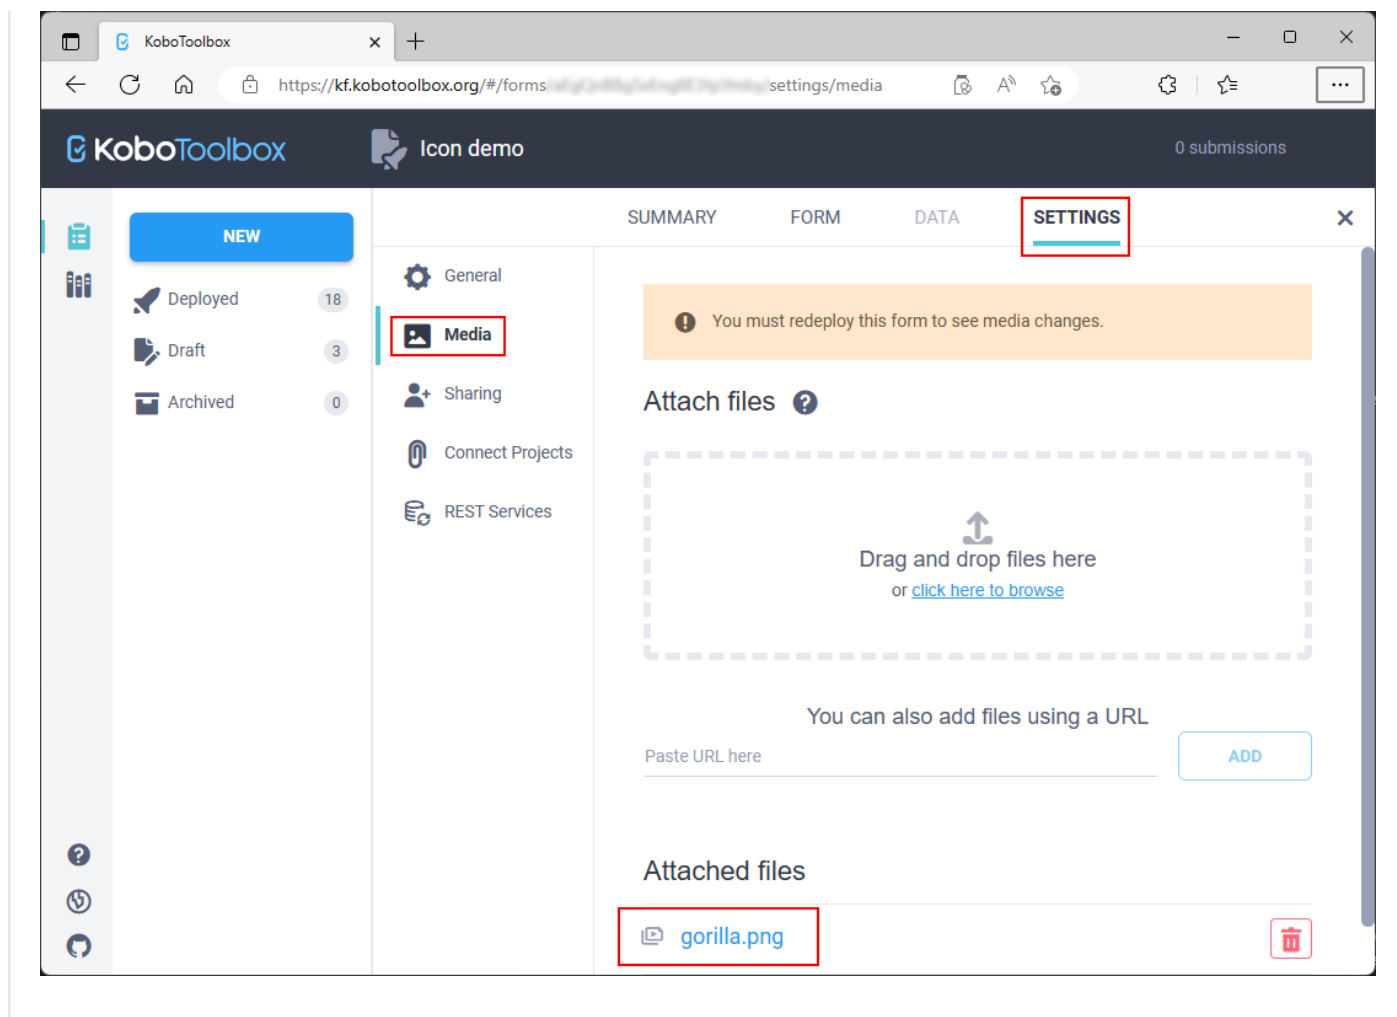 KoboToolbox
https://kf.kobotoolbox.org/#/forms settings/media
KoboToolbox
Icon demo
0 submissions
SUMMARY
FORM
DATA
SETTINGS
NEW
Deployed 18
Draft 3
Archived 0
General
Media
Sharing
Connect Projects
REST Services
You must redeploy this form to see media changes.
Attach files
Drag and drop files here
or click here to browse
You can also add files using a URL
Paste URL here
ADD
Attached files
gorilla.png